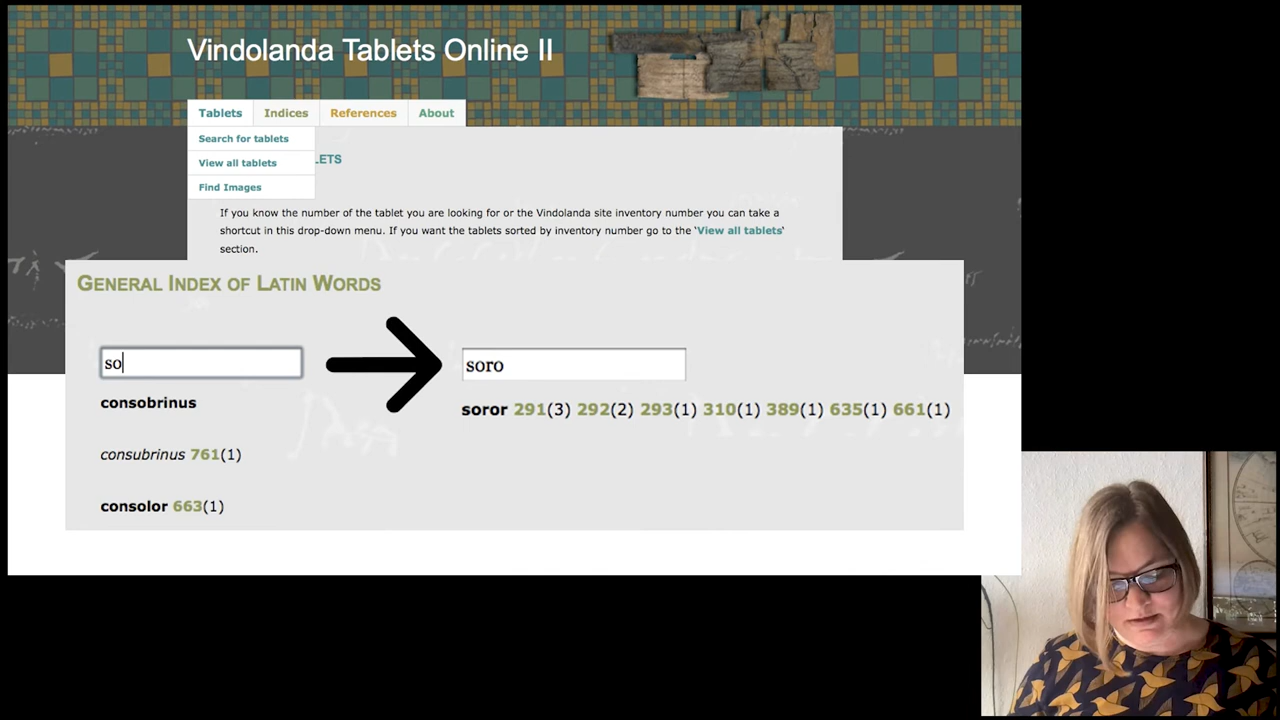 Vindolanda Tablets Online II
Tablets Indices References About
Search for tablets
View all tablets
Find Images
LETS
If you know the number of the tablet you are looking for or the Vindolanda site inventory number you can take a
shortcut in this drop-down menu. If you want the tablets sorted by inventory number go to the 'View all tablets'
section.
GENERAL INDEX OF LATIN WORDS
so
consobrinus
consubrinus 761(1)
consolor 663(1)
soro
soror 291(3) 292(2) 293(1) 310(1) 389(1) 635(1) 661(1)